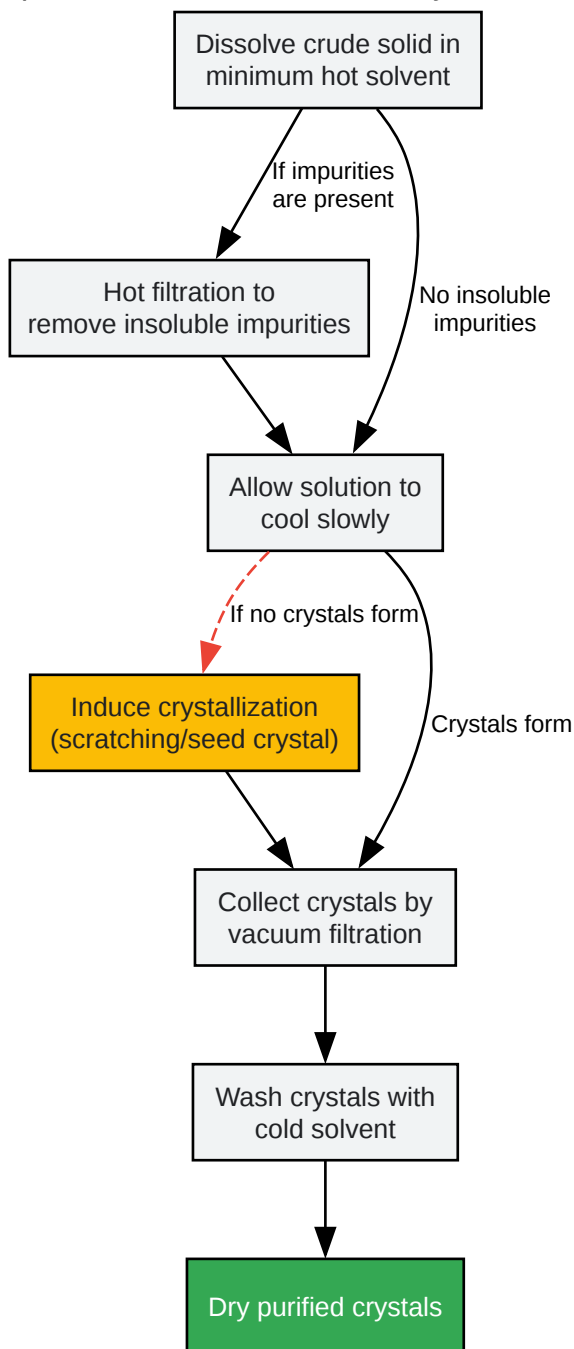 Dissolve crude solid in
minimum hot solvent
If impurities
are present
Hot filtration to
remove insoluble impurities
No insoluble
impurities
Allow solution to
cool slowly
If no crystals form
Induce crystallization
(scratching/seed crystal)
Crystals form
Collect crystals by
vacuum filtration
Wash crystals with
cold solvent
Dry purified crystals